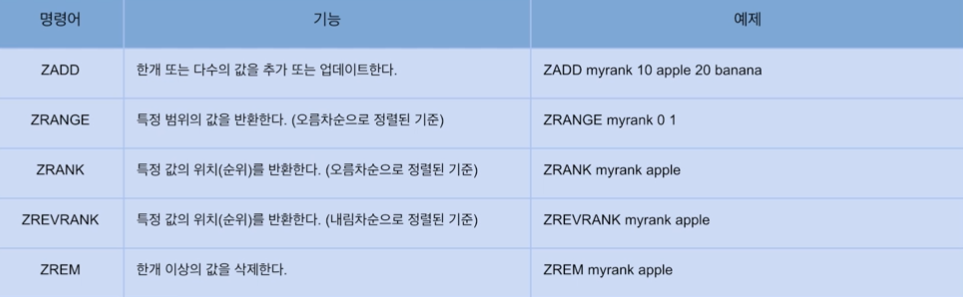 명령어 기능 예제
ZADD 한개 또는 다수의 값을 추가 또는 업데이트한다. ZADD myrank 10 apple 20 banana
ZRANGE 특정 범위의 값을 반환한다. (오름차순으로 정렬된 기준) ZRANGE myrank 0 1
ZRANK 특정 값의 위치(순위)를 반환한다. (오름차순으로 정렬된 기준) ZRANK myrank apple
ZREVRANK 특정 값의 위치(순위)를 반환한다. (내림차순으로 정렬된 기준) ZREVRANK myrank apple
ZREM 한개 이상의 값을 삭제한다. ZREM myrank apple